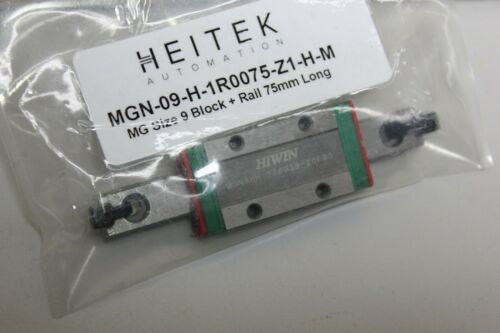 HEITEK
AUTOMATION
MGN-09-H-1R0075-Z1-H-M
MG Size 9 Block + Rail 75mm Long
HIWIN